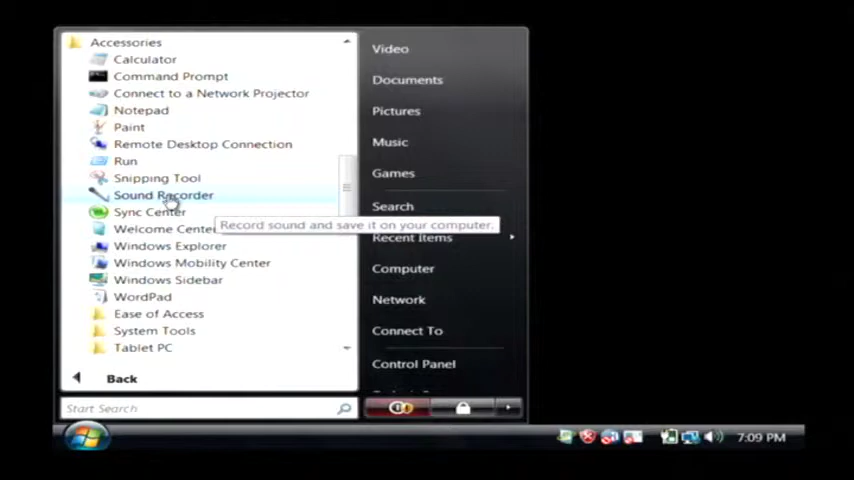 Accessories
Calculator
Command Prompt
Connect to a Network Projector
Notepad
Paint
Remote Desktop Connection
Run
Snipping Tool
Sound Recorder
Sync Center
Welcome Center
Windows Explorer
Windows Mobility Center
Windows Sidebar
WordPad
Ease of Access
System Tools
Tablet PC
Back
Start Search
Record sound and save it on your computer.
Video
Documents
Pictures
Music
Games
Search
Recent Items
Computer
Network
Connect To
Control Panel
7:09 PM